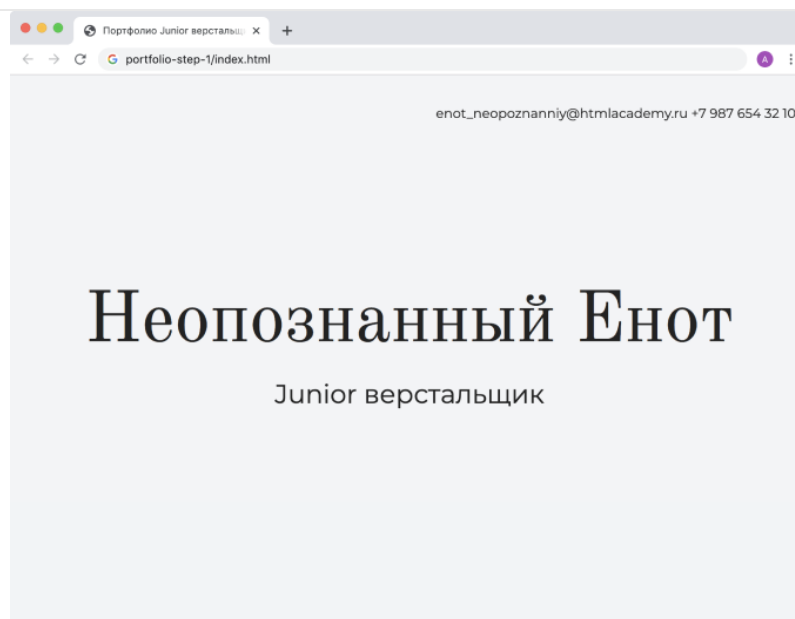 Портфолио Junior верстальщ
portfolio-step-1/index.html
A
enot_neopoznanniy@htmlacademy.ru +7 987 654 32 10
Неопознанный Енот
Junior верстальщик